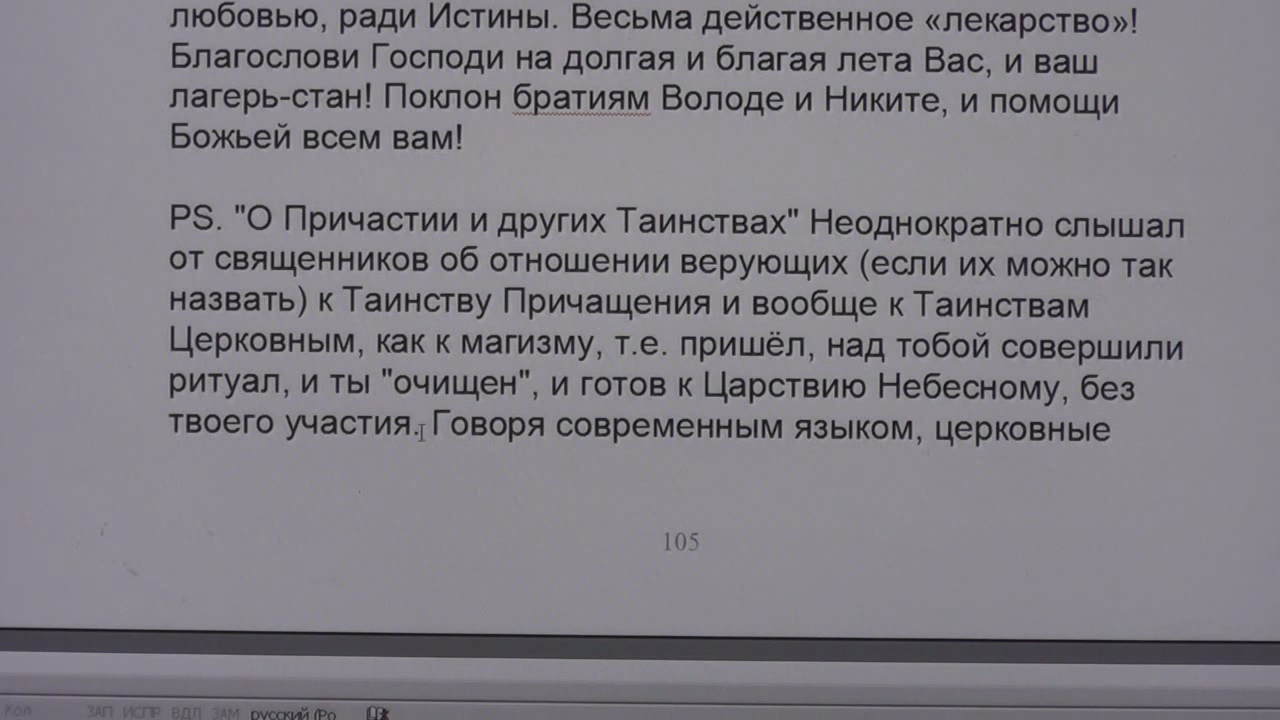 любовью, ради Истины. Весьма действенное «лекарство»!
Благослови Господи на долгая и благая лета Вас, и ваш
лагерь-стан! Поклон братиям Володе и Никите, и помощи
Божьей всем вам!
PS. "О Причастии и других Таинствах" Неоднократно слышал
от священников об отношении верующих (если их можно так
назвать) к Таинству Причащения и вообще к Таинствам
Церковным, как к магизму, т.е. пришёл, над тобой совершили
ритуал, и ты "очищен", и готов к Царствию Небесному, без
твоего участия. Говоря современным языком, церковные
105
Кол ЗАП ИСПР ВДЛ ЗАМ русский (Ро